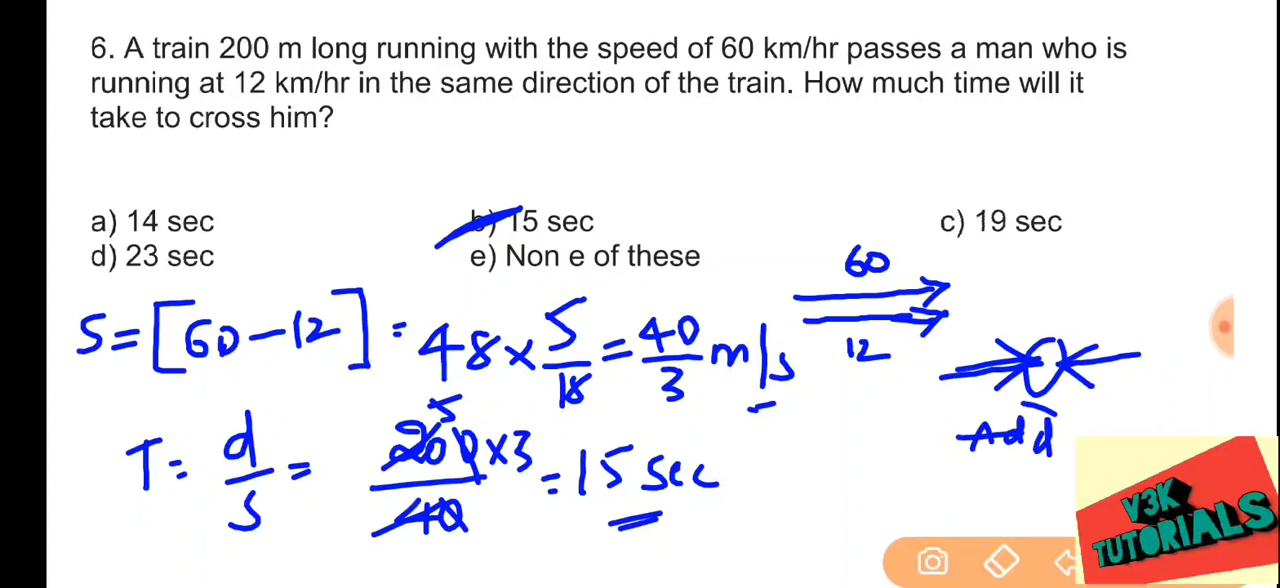 6. A train 200 m long running with the speed of 60 km/hr passes a man who is
running at 12 km/hr in the same direction of the train. How much time will it
take to cross him?
a) 14 sec b) 15 sec c) 19 sec
d) 23 sec e) Non e of these
60
12
S = [60 - 12] = 48 × 5/18 = 40/3 m/s
Add
T = d/s = 200 × 3/40 = 15 sec
5
V3K
TUTORIALS